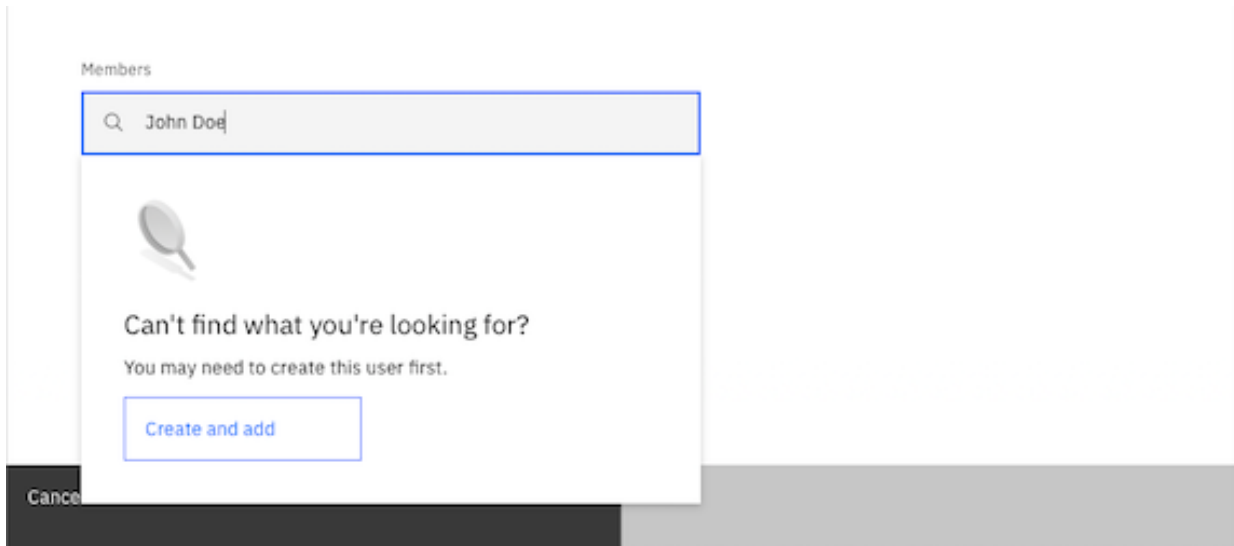 Members
John Doe
Can't find what you're looking for?
You may need to create this user first.
Create and add
Cance